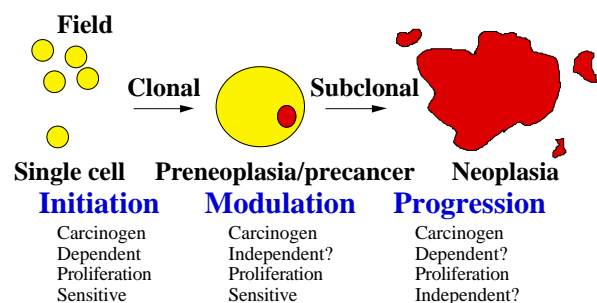 Field
Clonal
Subclonal
Single cell
Preneoplasia/precancer
Neoplasia
Initiation
Modulation
Progression
Carcinogen
Dependent
Proliferation
Sensitive
Carcinogen
Independent?
Proliferation
Sensitive
Carcinogen
Dependent?
Proliferation
Independent?